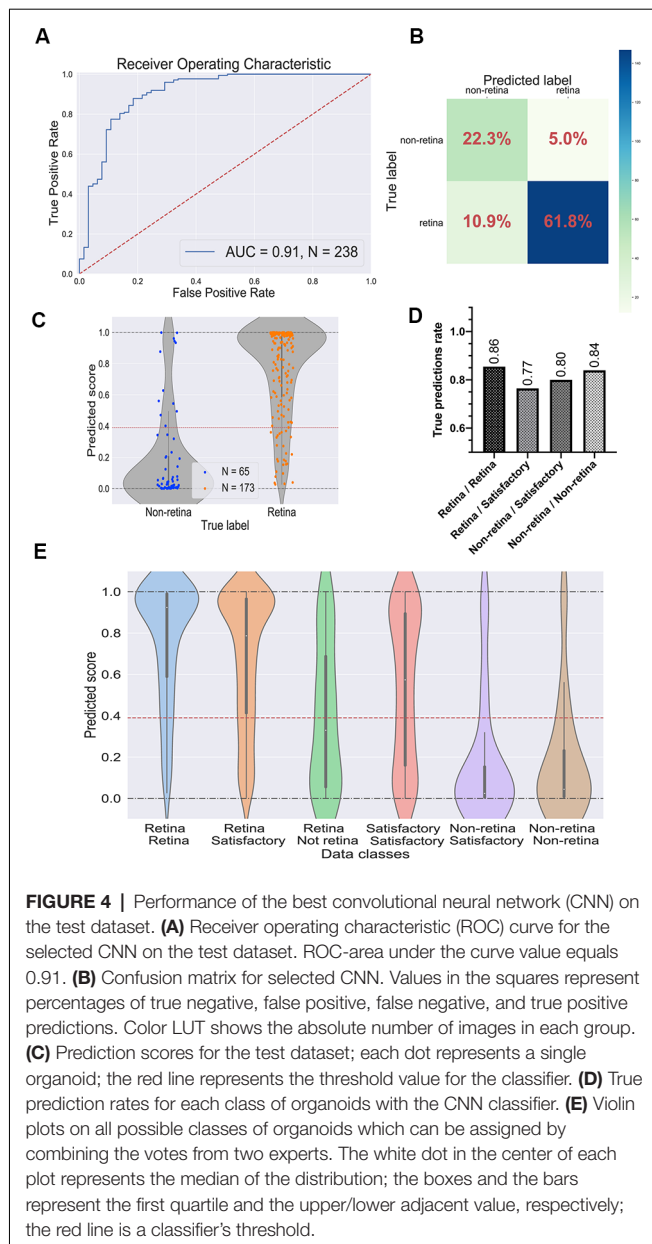 A
Receiver Operating Characteristic
1.0
0.8
0.6
0.4
0.2
0.0
True Positive Rate
AUC = 0.91, N = 238
0.0 0.2 0.4 0.6 0.8 1.0
False Positive Rate
B
Predicted label
non-retina retina
True label
non-retina
22.3% 5.0%
retina
10.9% 61.8%
140
120
100
80
60
40
20
C
1.0
0.8
0.6
0.4
0.2
0.0
Predicted score
N = 65
N = 173
Non-retina Retina
True label
D
True predictions rate
1.0
0.8
0.6
0.86
0.77
0.80
0.84
Retina / Retina
Retina / Satisfactory
Non-retina / Satisfactory
Non-retina / Non-retina
E
Predicted score
1.0
0.8
0.6
0.4
0.2
0.0
Retina Retina Retina Satisfactory Non-retina Non-retina
Retina Satisfactory Not retina Satisfactory Satisfactory Non-retina
Data classes
FIGURE 4 | Performance of the best convolutional neural network (CNN) on
the test dataset. (A) Receiver operating characteristic (ROC) curve for the
selected CNN on the test dataset. ROC-area under the curve value equals
0.91. (B) Confusion matrix for selected CNN. Values in the squares represent
percentages of true negative, false positive, false negative, and true positive
predictions. Color LUT shows the absolute number of images in each group.
(C) Prediction scores for the test dataset; each dot represents a single
organoid; the red line represents the threshold value for the classifier. (D) True
prediction rates for each class of organoids with the CNN classifier. (E) Violin
plots on all possible classes of organoids which can be assigned by
combining the votes from two experts. The white dot in the center of each
plot represents the median of the distribution; the boxes and the bars
represent the first quartile and the upper/lower adjacent value, respectively;
the red line is a classifier's threshold.